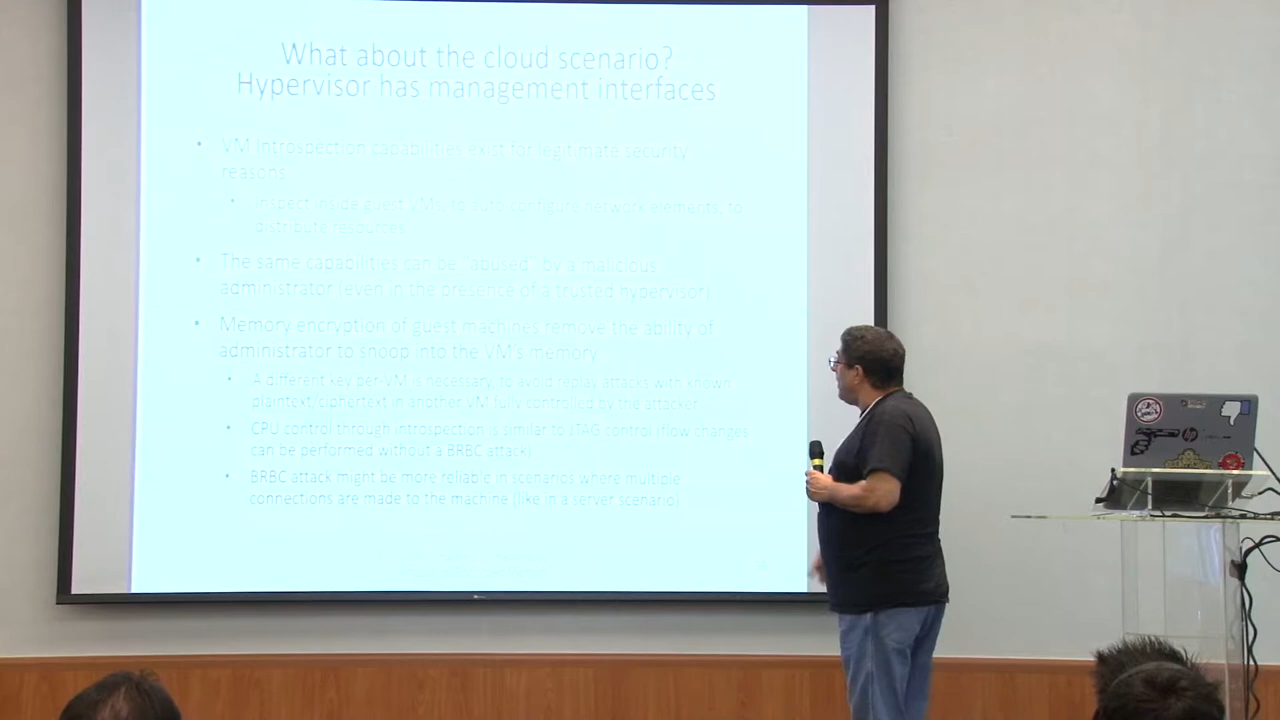 What about the cloud scenario?
Hypervisor has management interfaces
• VM Introspection capabilities exist for legitimate security
reasons
• Inspect inside guest VMs, to auto-configure network elements, to
distribute resources
• The same capabilities can be "abused" by a malicious
administrator (even in the presence of a trusted hypervisor)
• Memory encryption of guest machines remove the ability of
administrator to snoop into the VM's memory
• A different key per-VM is necessary, to avoid replay attacks with known
plaintext/ciphertext in another VM fully controlled by the attacker
• CPU control through introspection is similar to JTAG control (flow changes
can be performed without a BRBC attack)
• BRBC attack might be more reliable in scenarios where multiple
connections are made to the machine (like in a server scenario)
hp